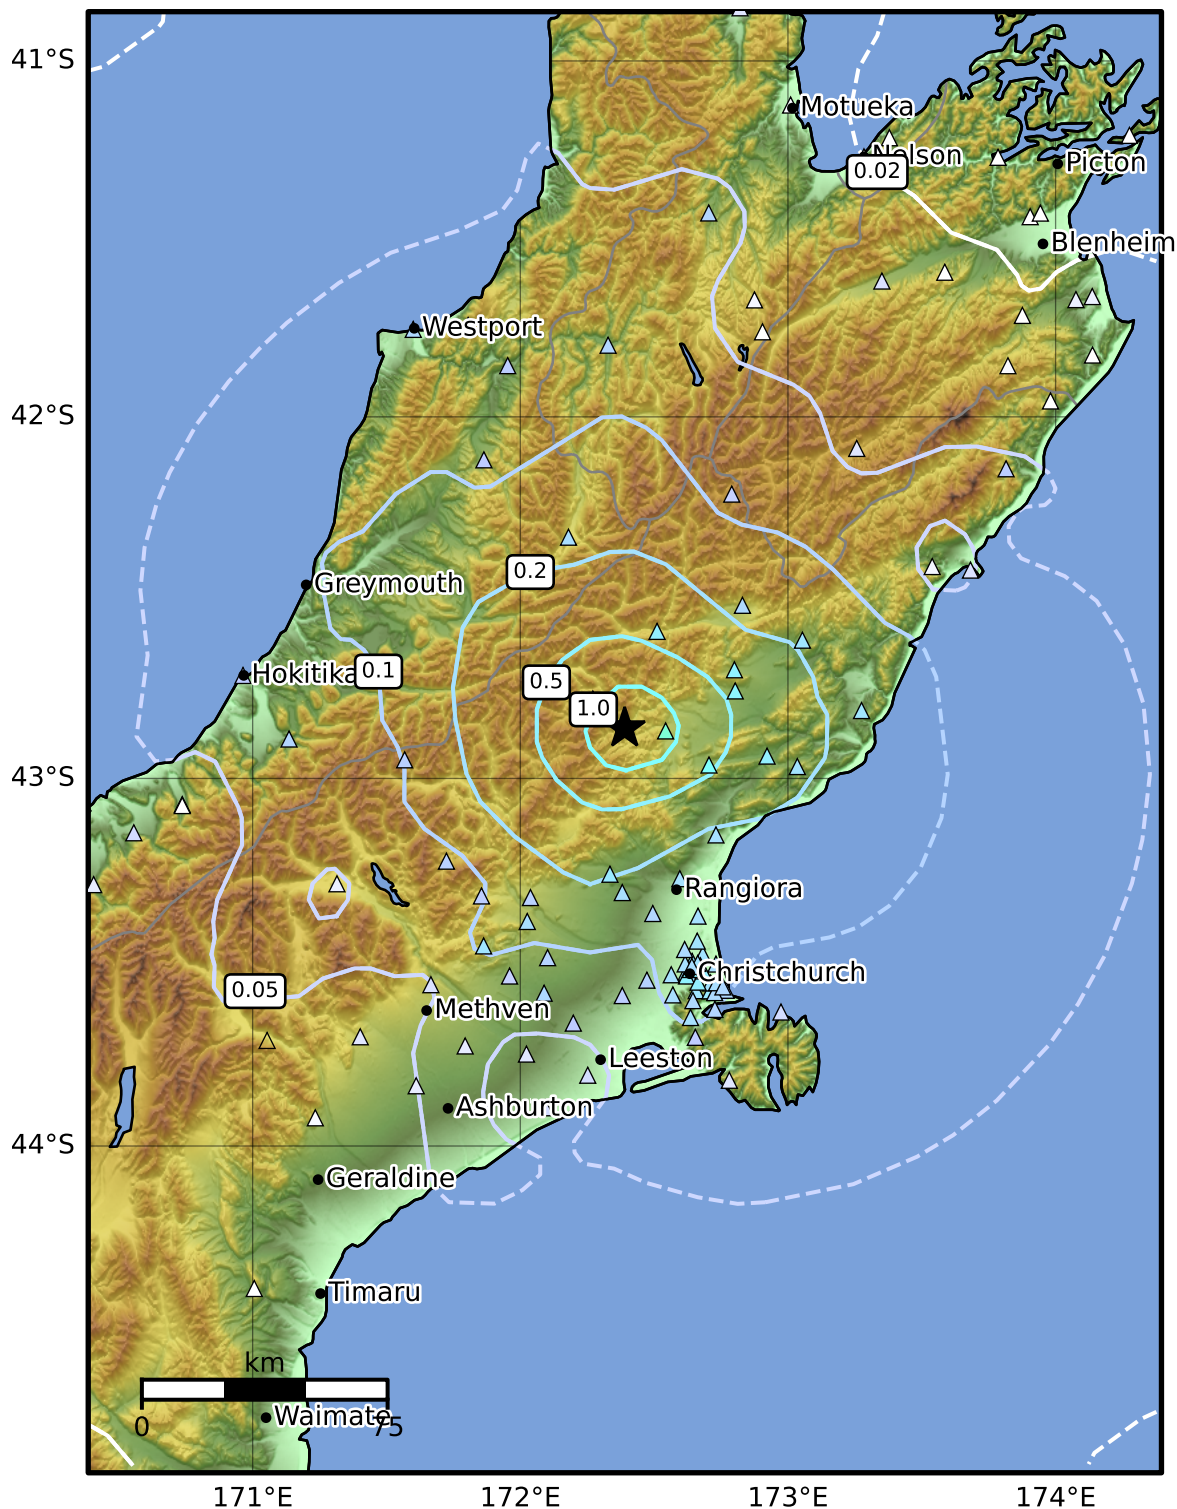 41°S
Motueka
Nelson
0.02
Picton
Blenheim
Westport
42°S
0.2
Greymouth
Hokitika
0.1
0.5
1.0
43°S
Rangiora
Christchurch
0.05
Methven
Leeston
Ashburton
44°S
Geraldine
Timaru
km
0
75
Waimate
171°E
172°E
173°E
174°E